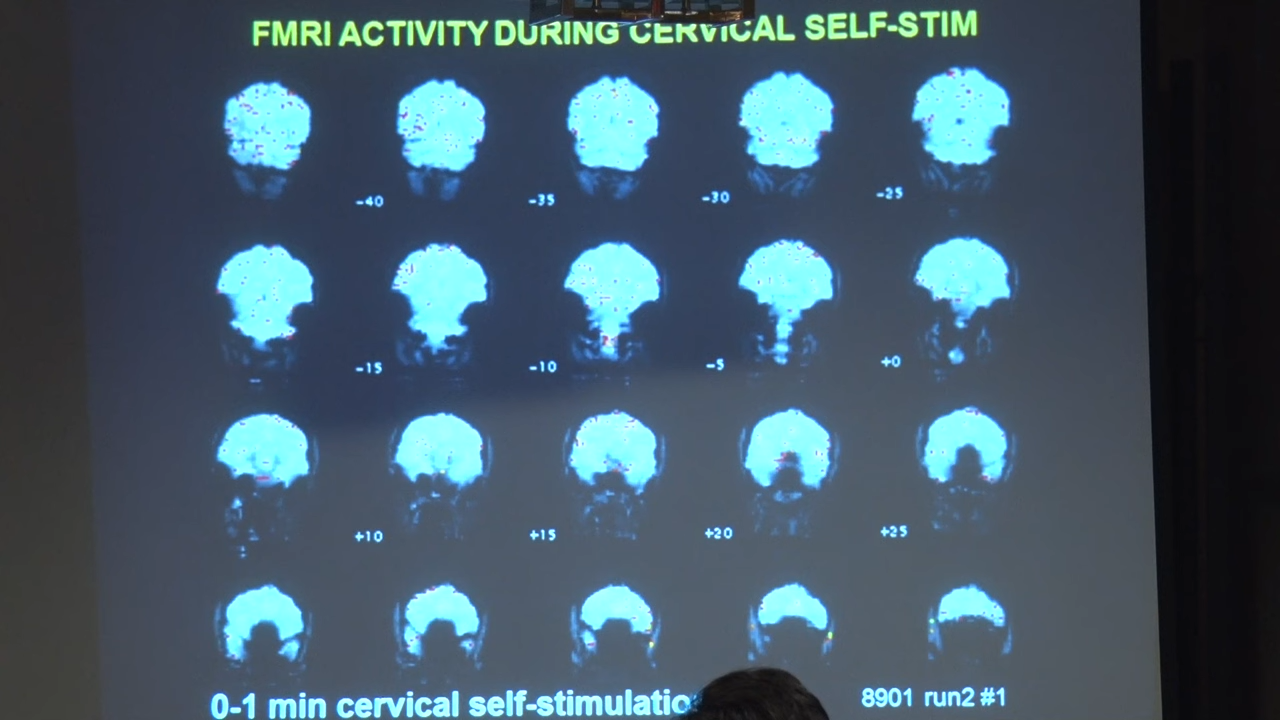 FMRI ACTIVITY DURING CERVICAL SELF-STIM
-40 -35 -30 -25
-15 -10 -5 +0
+10 +15 +20 +25
0-1 min cervical self-stimulatio
8901 run2 #1